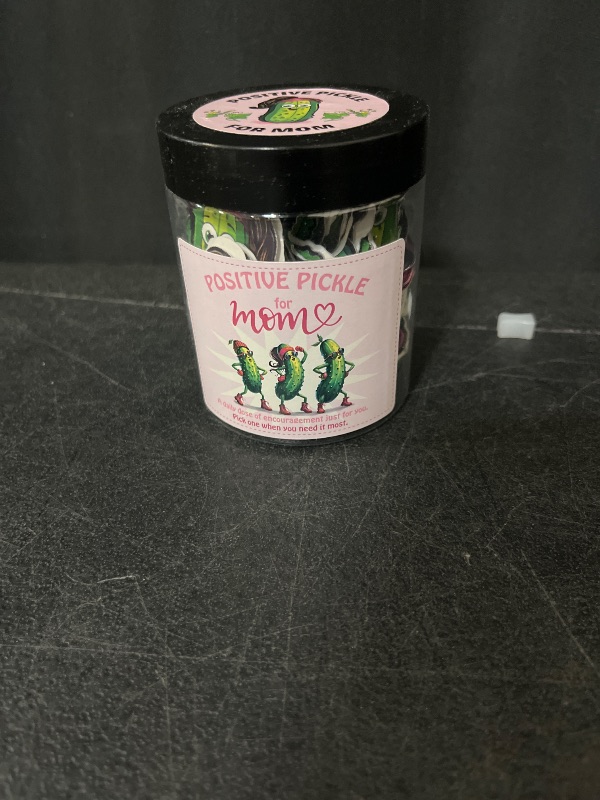 POSITIVE PICKLE
FOR MOM
POSITIVE PICKLE
for
mom
A daily dose of encouragement just for you.
Pick one when you need it most.